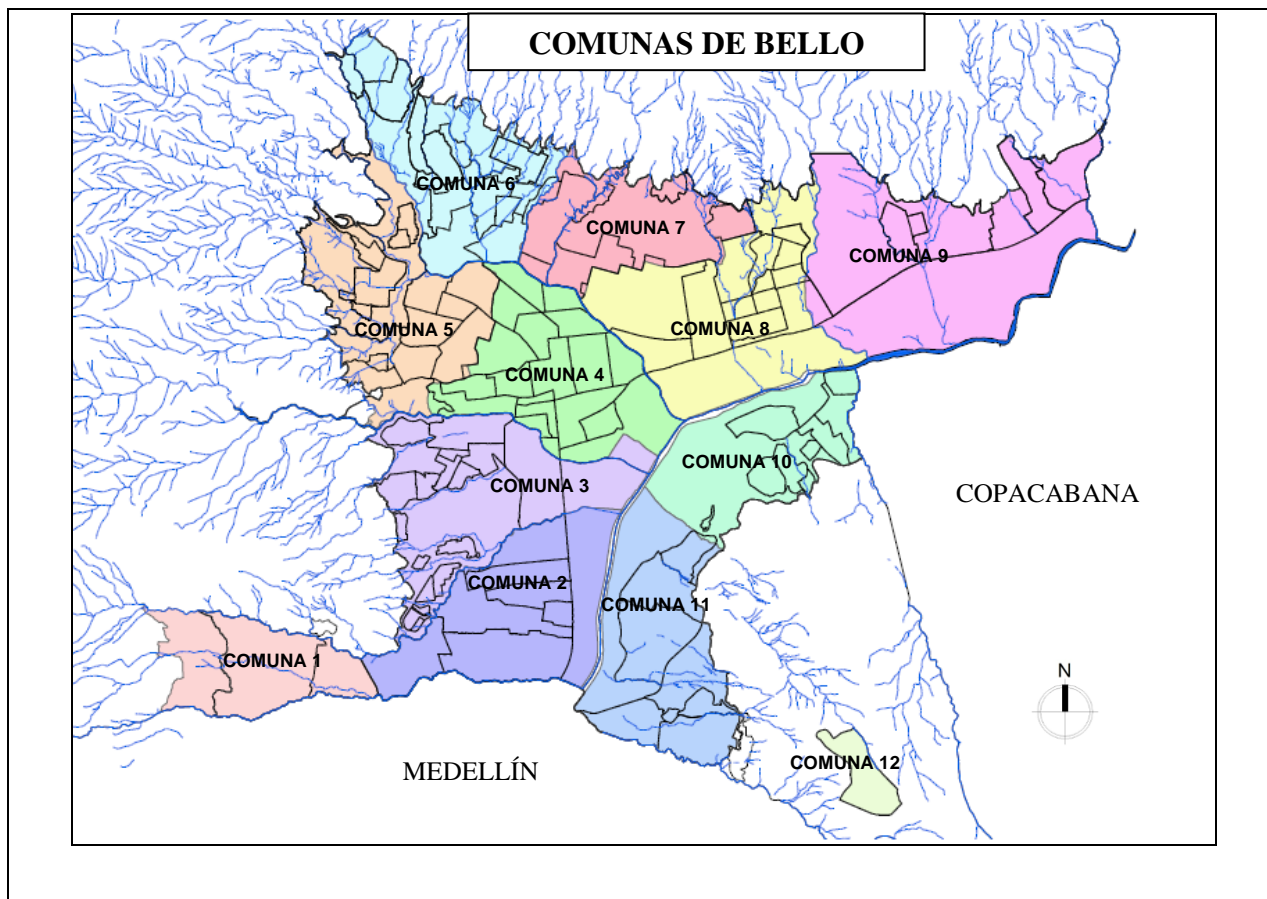 COMUNAS DE BELLO
COMUNA 6
COMUNA 7
COMUNA 9
COMUNA 5
COMUNA 8
COMUNA 4
COMUNA 10
COMUNA 3
COPACABANA
COMUNA 2
COMUNA 11
COMUNA 1
N
COMUNA 12
MEDELLÍN